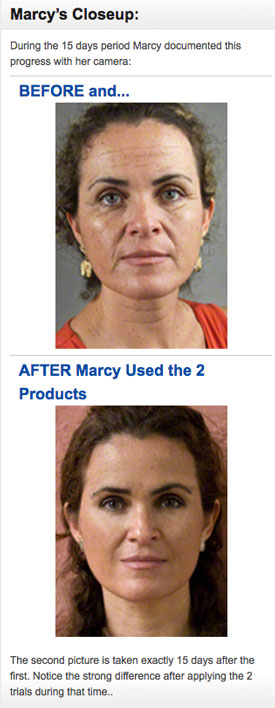 Marcy's Closeup:
During the 15 days period Marcy documented this
progress with her camera:
BEFORE and...
AFTER Marcy Used the 2
Products
The second picture is taken exactly 15 days after the
first. Notice the strong difference after applying the 2
trials during that time..